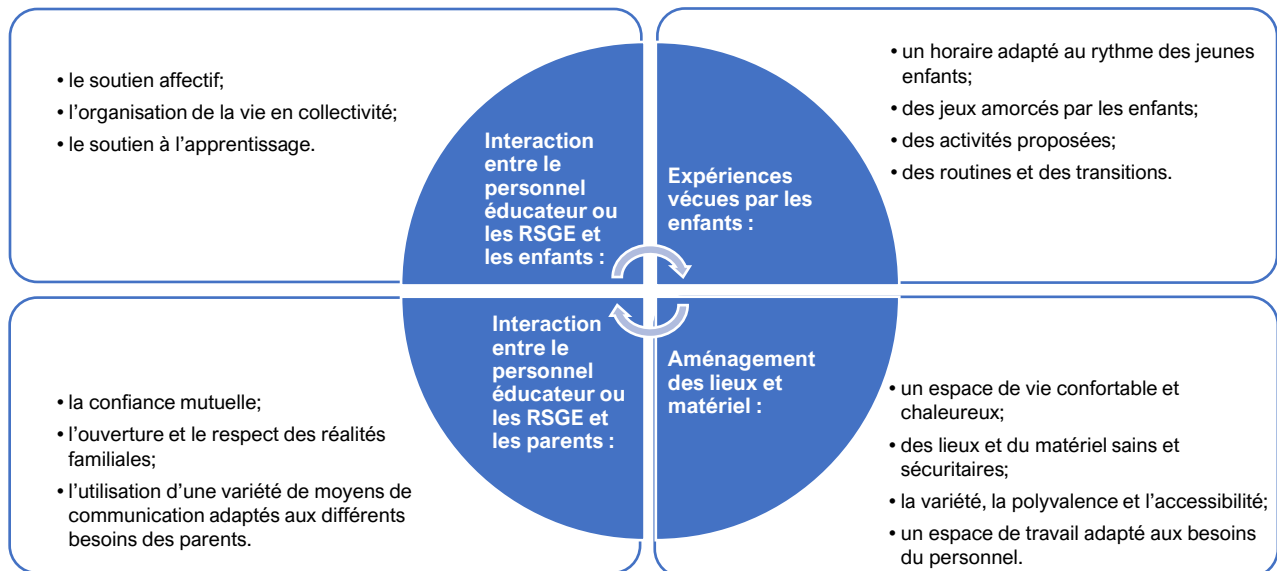 • le soutien affectif;
• l’organisation de la vie en collectivité;
• le soutien à l’apprentissage.
Interaction
entre le
personnel
éducateur ou
les RSGE et
les enfants :
Expériences
vécues par les
enfants :
• un horaire adapté au rythme des jeunes
enfants;
• des jeux amorcés par les enfants;
• des activités proposées;
• des routines et des transitions.
• la confiance mutuelle;
• l’ouverture et le respect des réalités
familiales;
• l’utilisation d’une variété de moyens de
communication adaptés aux différents
besoins des parents.
Interaction
entre le
personnel
éducateur ou
les RSGE et
les parents :
Aménagement
des lieux et
matériel :
• un espace de vie confortable et
chaleureux;
• des lieux et du matériel sains et
sécuritaires;
• la variété, la polyvalence et l’accessibilité;
• un espace de travail adapté aux besoins
du personnel.